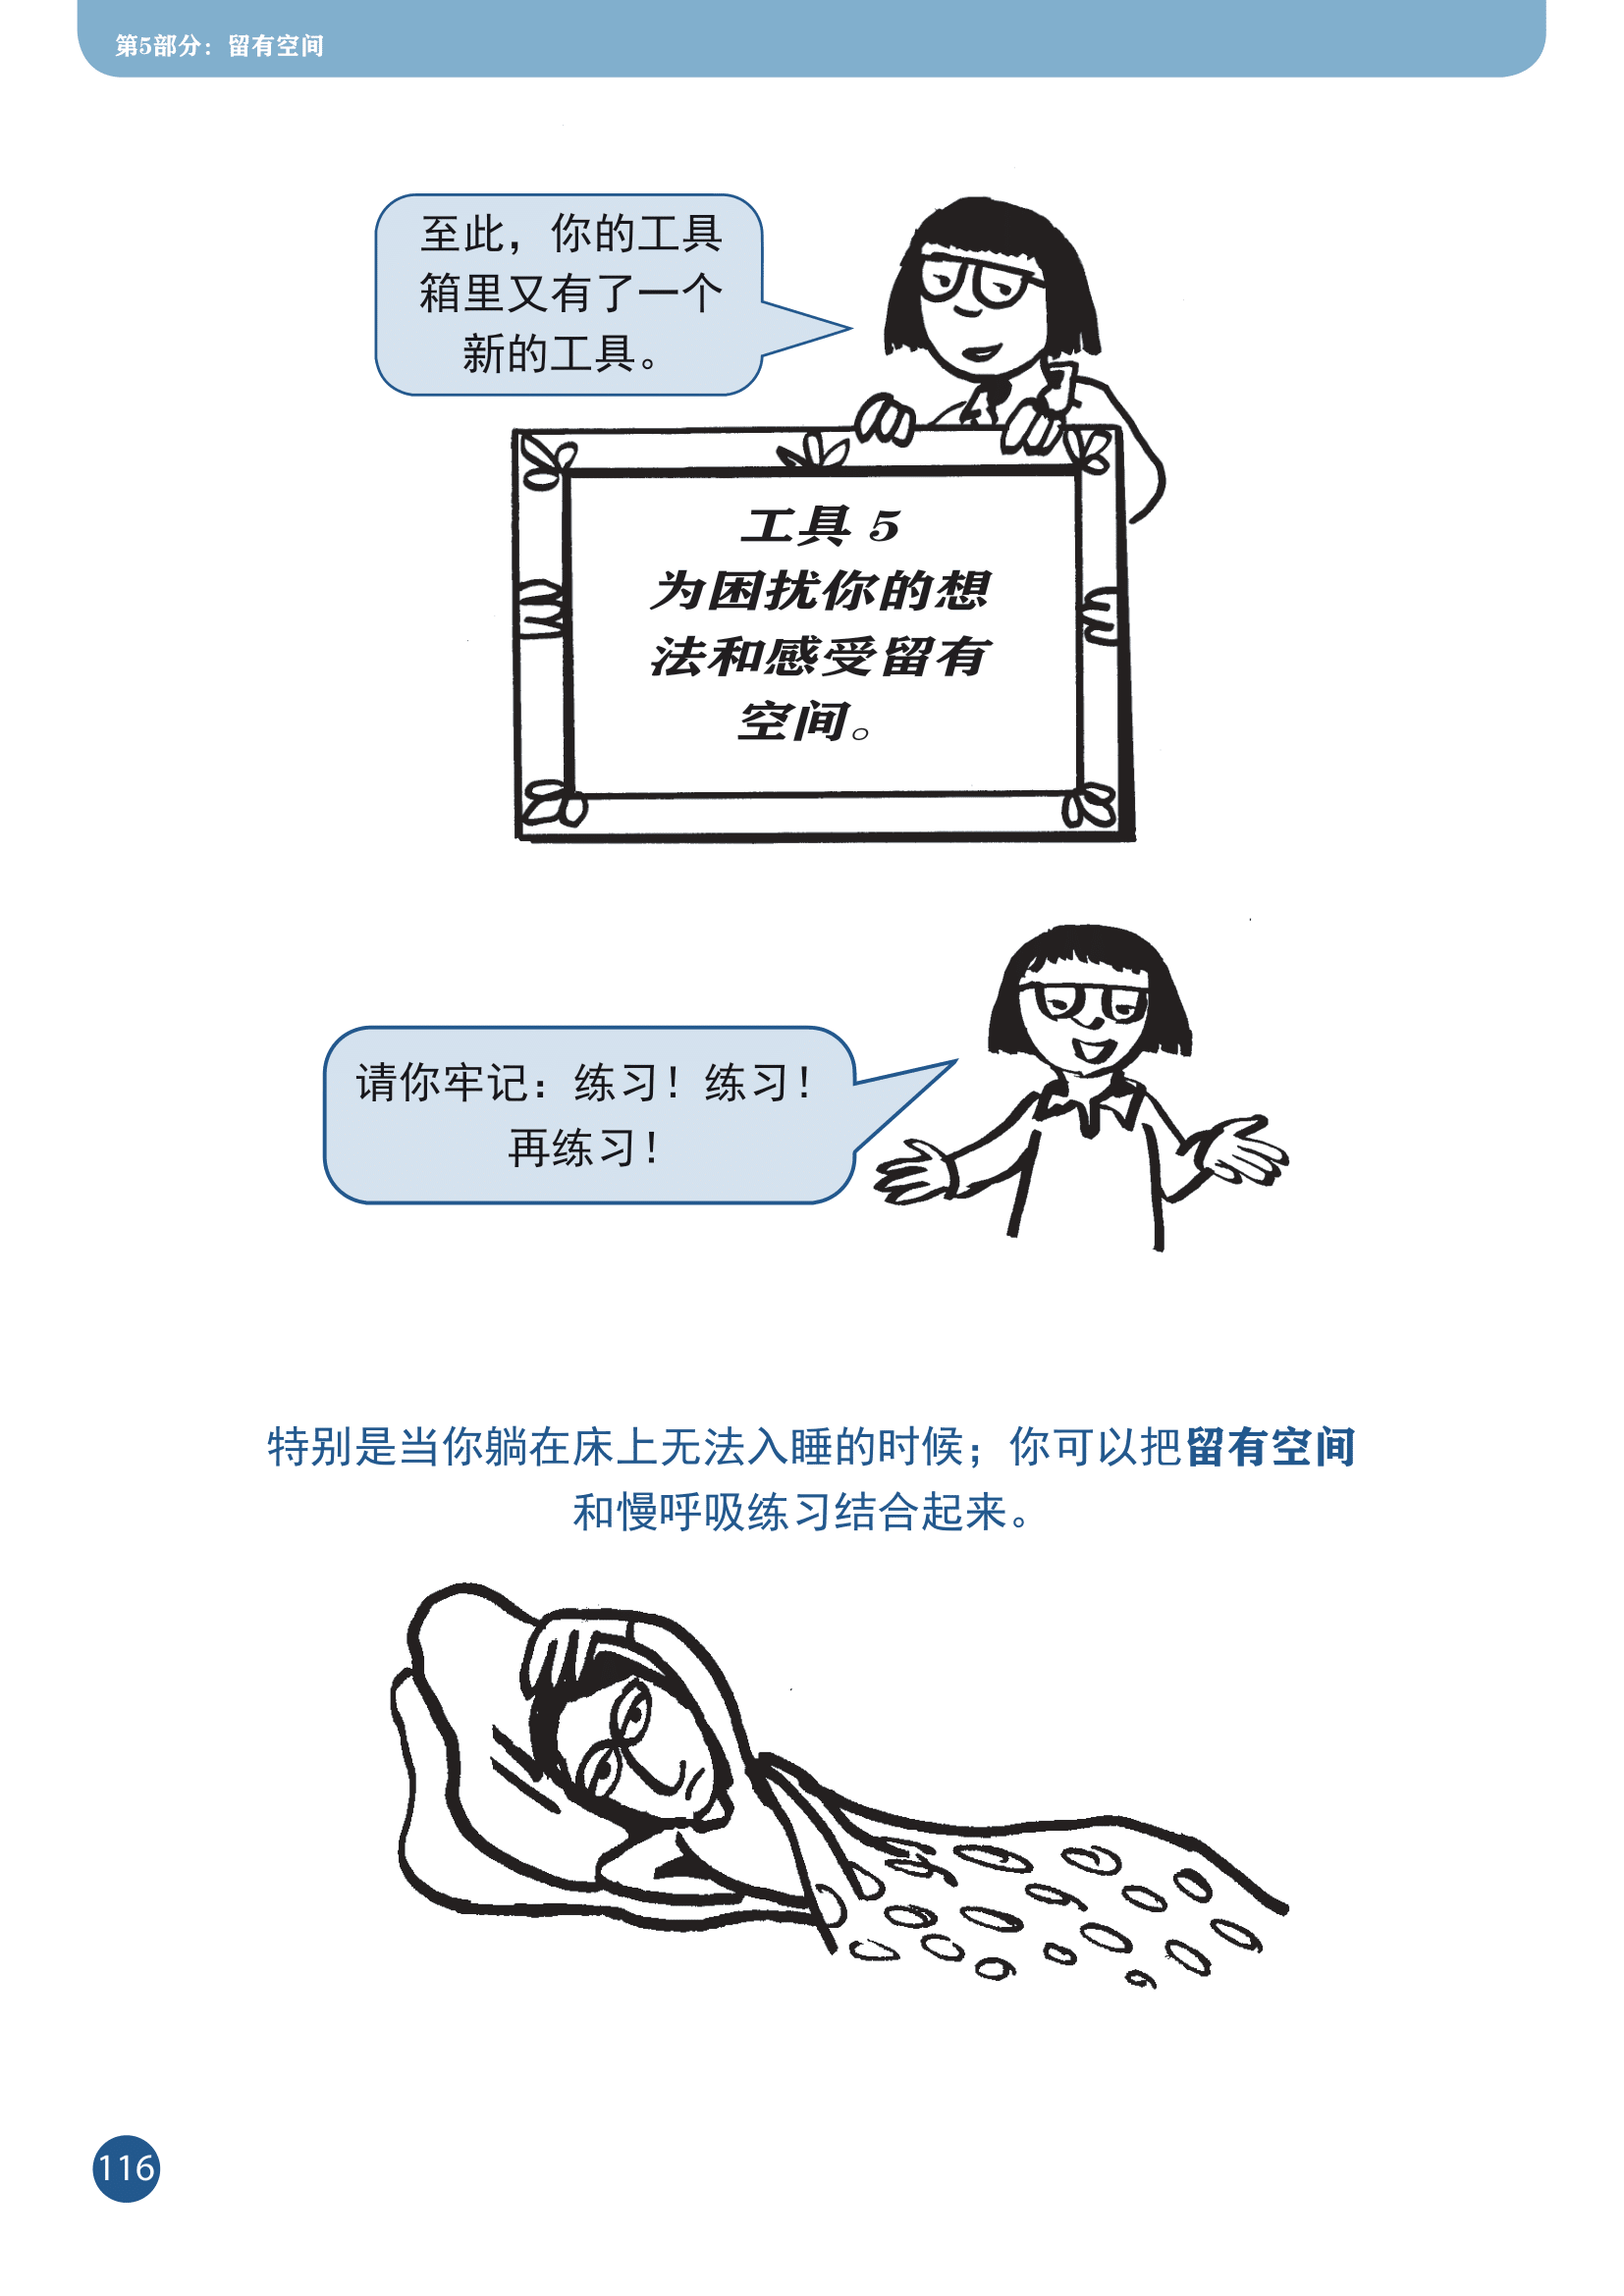 第5部分：留有空间
至此，你的工具
箱里又有了一个
新的工具。
工具 5
为困扰你的想
法和感受留有
空间。
请你牢记：练习！练习！
再练习！
特别是当你躺在床上无法入睡的时候；你可以把留有空间
和慢呼吸练习结合起来。
116